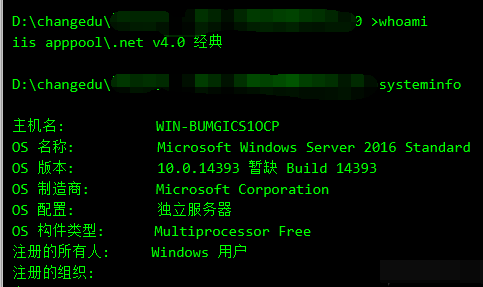 D:\changedu\ 0 >whoami
iis apppool\.net v4.0 经典
D:\changedu\ systeminfo
主机名: WIN-BUMGICS1OCP
OS 名称: Microsoft Windows Server 2016 Standard
OS 版本: 10.0.14393 暂缺 Build 14393
OS 制造商: Microsoft Corporation
OS 配置: 独立服务器
OS 构件类型: Multiprocessor Free
注册的所有人: Windows 用户
注册的组织: